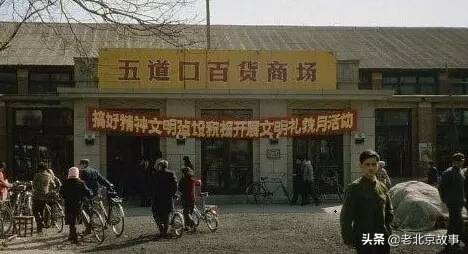 五道口百货商场
搞好精神文明建设积极开展文明礼貌月活动
头条 @老北京故事